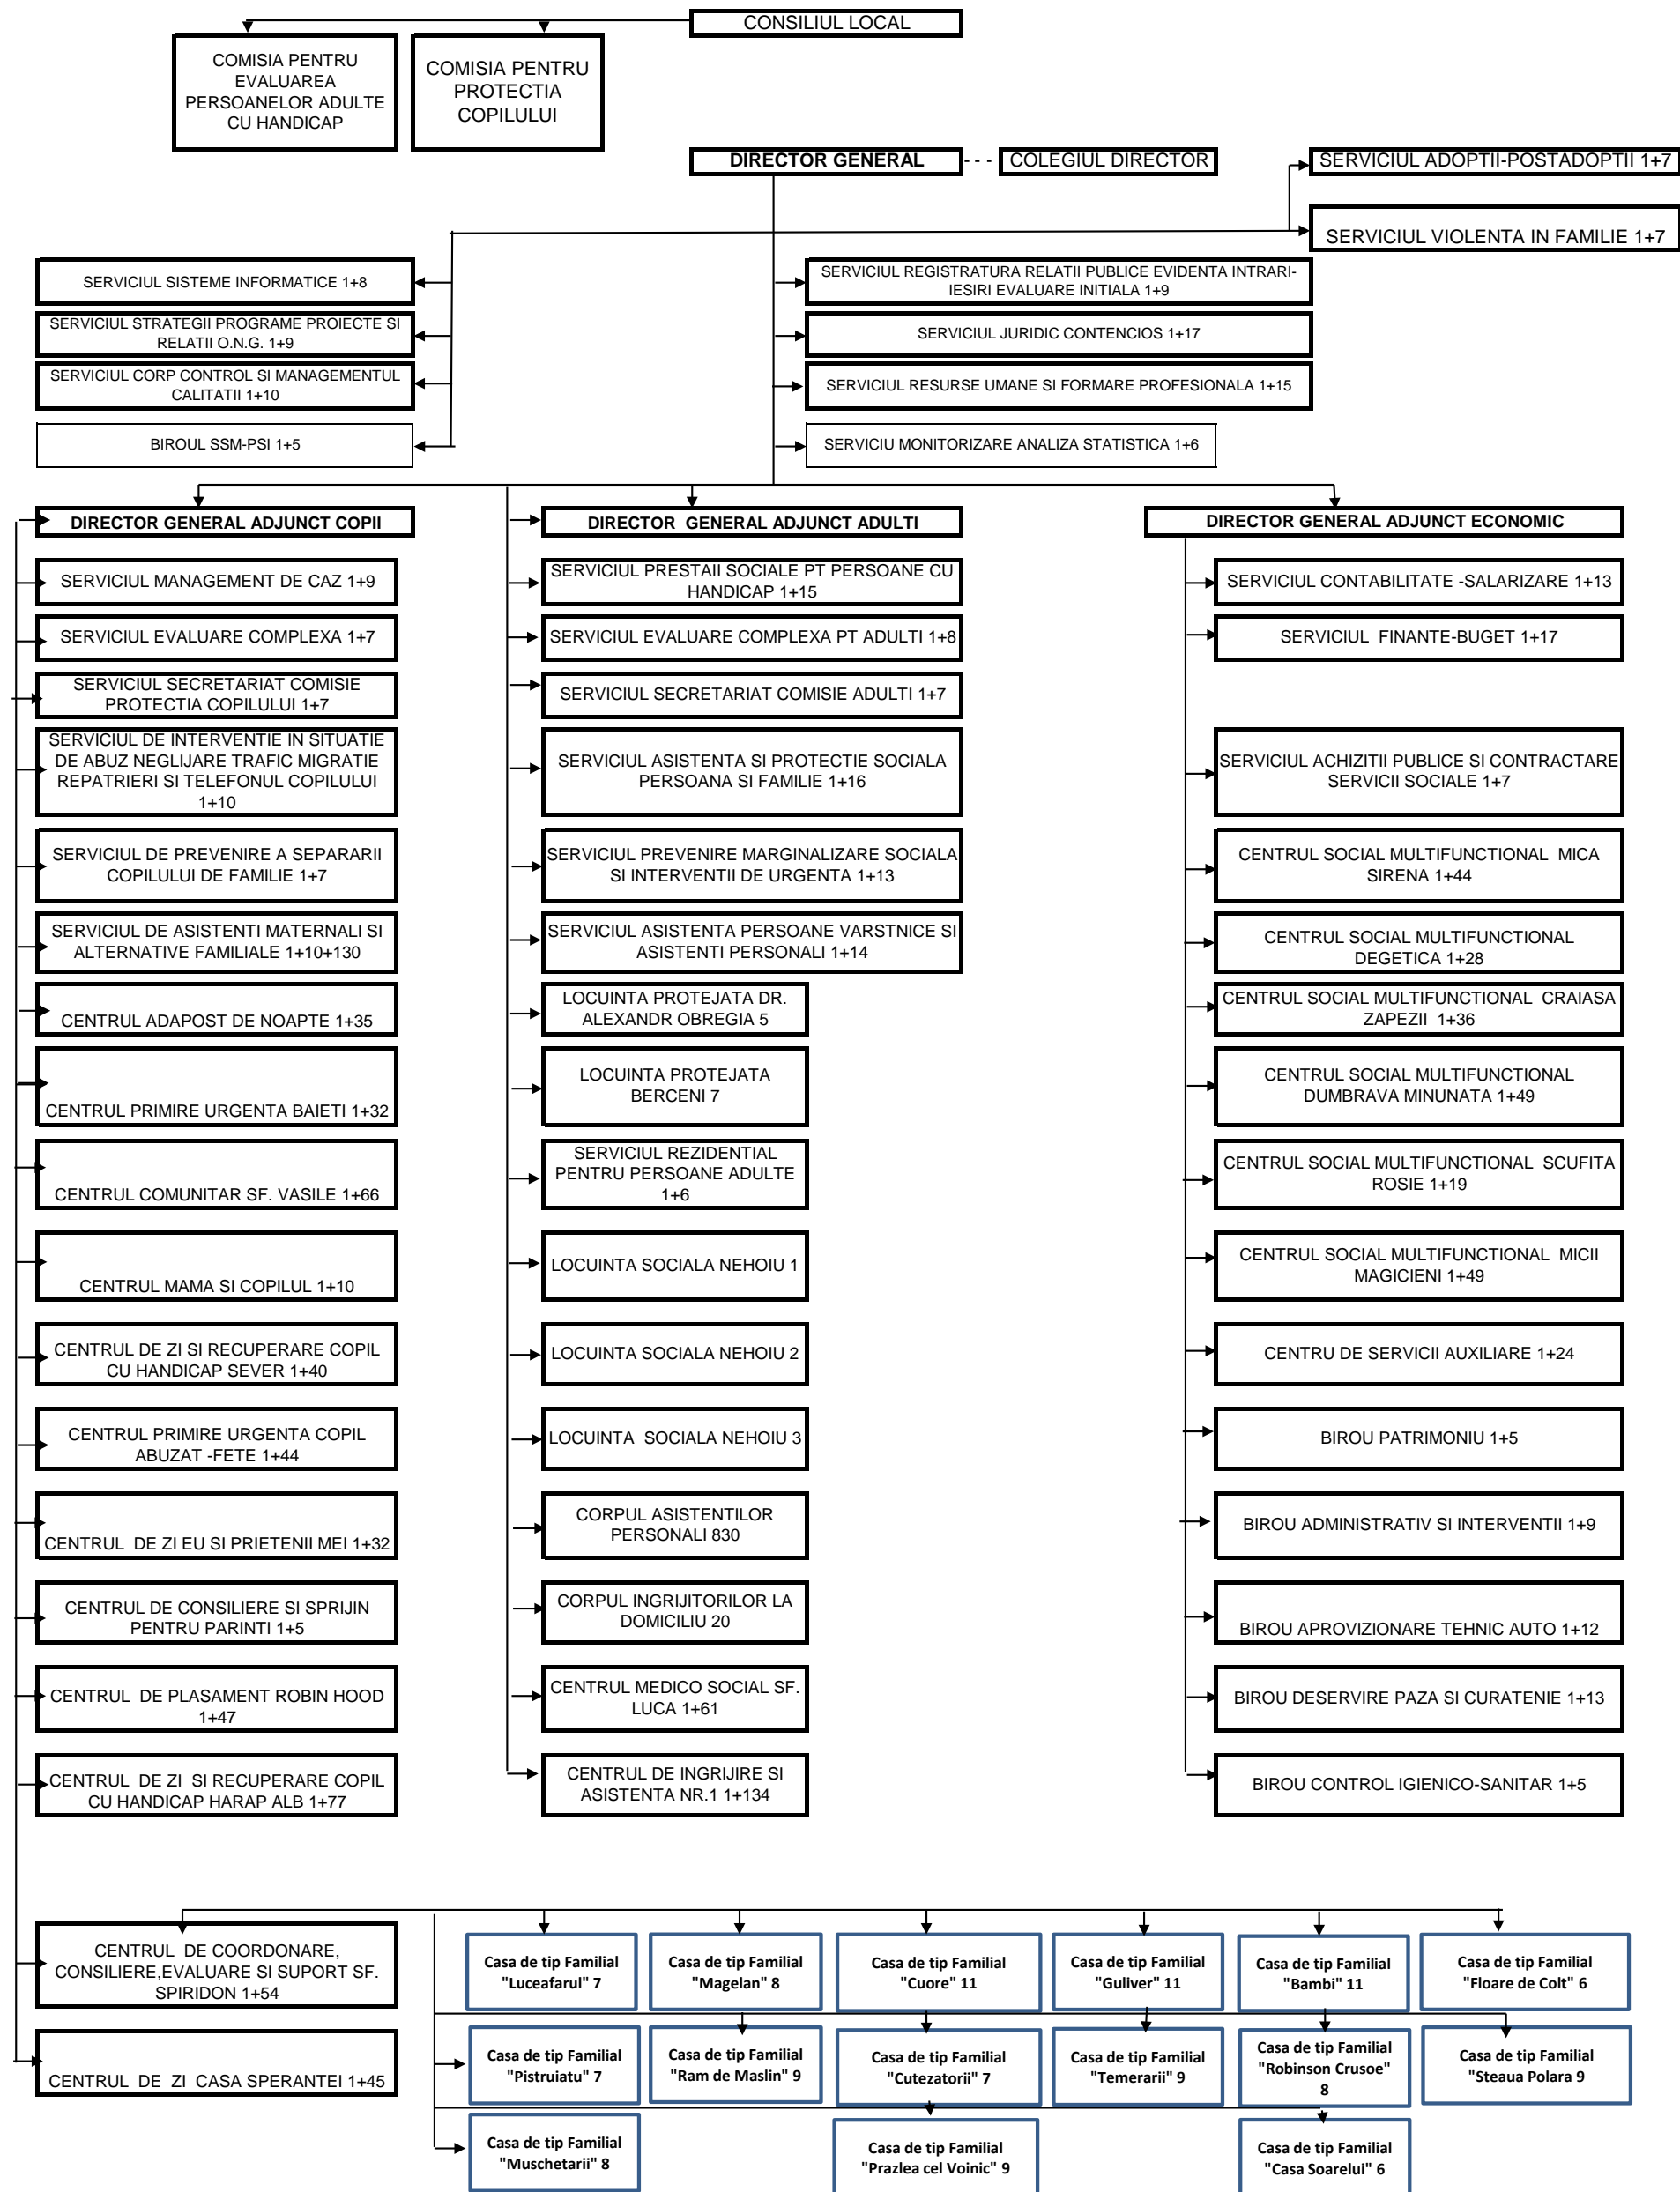 CONSILIUL LOCAL
COMISIA PENTRU
EVALUAREA
PERSOANELOR ADULTE
CU HANDICAP
COMISIA PENTRU
PROTECTIA
COPILULUI
DIRECTOR GENERAL
- - -
COLEGIUL DIRECTOR
SERVICIUL ADOPTII-POSTADOPTII 1+7
SERVICIUL VIOLENTA IN FAMILIE 1+7
SERVICIUL SISTEME INFORMATICE 1+8
SERVICIUL STRATEGII PROGRAME PROIECTE SI
RELATII O.N.G. 1+9
SERVICIUL CORP CONTROL SI MANAGEMENTUL
CALITATII 1+10
BIROUL SSM-PSI 1+5
SERVICIUL REGISTRATURA RELATII PUBLICE EVIDENTA INTRARI-
IESIRI EVALUARE INITIALA 1+9
SERVICIUL JURIDIC CONTENCIOS 1+17
SERVICIUL RESURSE UMANE SI FORMARE PROFESIONALA 1+15
SERVICIU MONITORIZARE ANALIZA STATISTICA 1+6
DIRECTOR GENERAL ADJUNCT COPII
SERVICIUL MANAGEMENT DE CAZ 1+9
SERVICIUL EVALUARE COMPLEXA 1+7
SERVICIUL SECRETARIAT COMISIE
PROTECTIA COPILULUI 1+7
SERVICIUL DE INTERVENTIE IN SITUATIE
DE ABUZ NEGLIJARE TRAFIC MIGRATIE
REPATRIERI SI TELEFONUL COPILULUI
1+10
SERVICIUL DE PREVENIRE A SEPARARII
COPILULUI DE FAMILIE 1+7
SERVICIUL DE ASISTENTI MATERNALI SI
ALTERNATIVE FAMILIALE 1+10+130
CENTRUL ADAPOST DE NOAPTE 1+35
CENTRUL PRIMIRE URGENTA BAIETI 1+32
CENTRUL COMUNITAR SF. VASILE 1+66
CENTRUL MAMA SI COPILUL 1+10
CENTRUL DE ZI SI RECUPERARE COPIL
CU HANDICAP SEVER 1+40
CENTRUL PRIMIRE URGENTA COPIL
ABUZAT -FETE 1+44
CENTRUL DE ZI EU SI PRIETENII MEI 1+32
CENTRUL DE CONSILIERE SI SPRIJIN
PENTRU PARINTI 1+5
CENTRUL DE PLASAMENT ROBIN HOOD
1+47
CENTRUL DE ZI SI RECUPERARE COPIL
CU HANDICAP HARAP ALB 1+77
DIRECTOR GENERAL ADJUNCT ADULTI
SERVICIUL PRESTAII SOCIALE PT PERSOANE CU
HANDICAP 1+15
SERVICIUL EVALUARE COMPLEXA PT ADULTI 1+8
SERVICIUL SECRETARIAT COMISIE ADULTI 1+7
SERVICIUL ASISTENTA SI PROTECTIE SOCIALA
PERSOANA SI FAMILIE 1+16
SERVICIUL PREVENIRE MARGINALIZARE SOCIALA
SI INTERVENTII DE URGENTA 1+13
SERVICIUL ASISTENTA PERSOANE VARSTNICE SI
ASISTENTI PERSONALI 1+14
LOCUINTA PROTEJATA DR.
ALEXANDR OBREGIA 5
LOCUINTA PROTEJATA
BERCENI 7
SERVICIUL REZIDENTIAL
PENTRU PERSOANE ADULTE
1+6
LOCUINTA SOCIALA NEHOIU 1
LOCUINTA SOCIALA NEHOIU 2
LOCUINTA SOCIALA NEHOIU 3
CORPUL ASISTENTILOR
PERSONALI 830
CORPUL INGRIJITORILOR LA
DOMICILIU 20
CENTRUL MEDICO SOCIAL SF.
LUCA 1+61
CENTRUL DE INGRIJIRE SI
ASISTENTA NR.1 1+134
DIRECTOR GENERAL ADJUNCT ECONOMIC
SERVICIUL CONTABILITATE -SALARIZARE 1+13
SERVICIUL FINANTE-BUGET 1+17
SERVICIUL ACHIZITII PUBLICE SI CONTRACTARE
SERVICII SOCIALE 1+7
CENTRUL SOCIAL MULTIFUNCTIONAL MICA
SIRENA 1+44
CENTRUL SOCIAL MULTIFUNCTIONAL
DEGETICA 1+28
CENTRUL SOCIAL MULTIFUNCTIONAL CRAIASA
ZAPEZII 1+36
CENTRUL SOCIAL MULTIFUNCTIONAL
DUMBRAVA MINUNATA 1+49
CENTRUL SOCIAL MULTIFUNCTIONAL SCUFITA
ROSIE 1+19
CENTRUL SOCIAL MULTIFUNCTIONAL MICII
MAGICIENI 1+49
CENTRU DE SERVICII AUXILIARE 1+24
BIROU PATRIMONIU 1+5
BIROU ADMINISTRATIV SI INTERVENTII 1+9
BIROU APROVIZIONARE TEHNIC AUTO 1+12
BIROU DESERVIRE PAZA SI CURATENIE 1+13
BIROU CONTROL IGIENICO-SANITAR 1+5
CENTRUL DE COORDONARE,
CONSILIERE,EVALUARE SI SUPORT SF.
SPIRIDON 1+54
CENTRUL DE ZI CASA SPERANTEI 1+45
Casa de tip Familial
"Luceafarul" 7
Casa de tip Familial
"Magelan" 8
Casa de tip Familial
"Cuore" 11
Casa de tip Familial
"Guliver" 11
Casa de tip Familial
"Bambi" 11
Casa de tip Familial
"Floare de Colt" 6
Casa de tip Familial
"Pistruiatu" 7
Casa de tip Familial
"Ram de Maslin" 9
Casa de tip Familial
"Cutezatorii" 7
Casa de tip Familial
"Temerarii" 9
Casa de tip Familial
"Robinson Crusoe"
8
Casa de tip Familial
"Steaua Polara 9
Casa de tip Familial
"Muschetarii" 8
Casa de tip Familial
"Prazlea cel Voinic" 9
Casa de tip Familial
"Casa Soarelui" 6